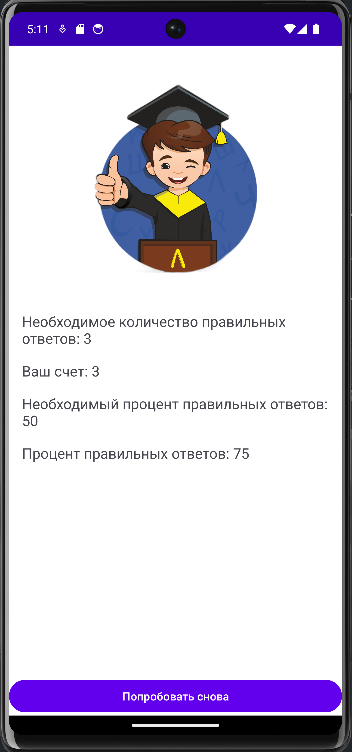 5:11
Необходимое количество правильных
ответов: 3
Ваш счет: 3
Необходимый процент правильных ответов:
50
Процент правильных ответов: 75
Попробовать снова